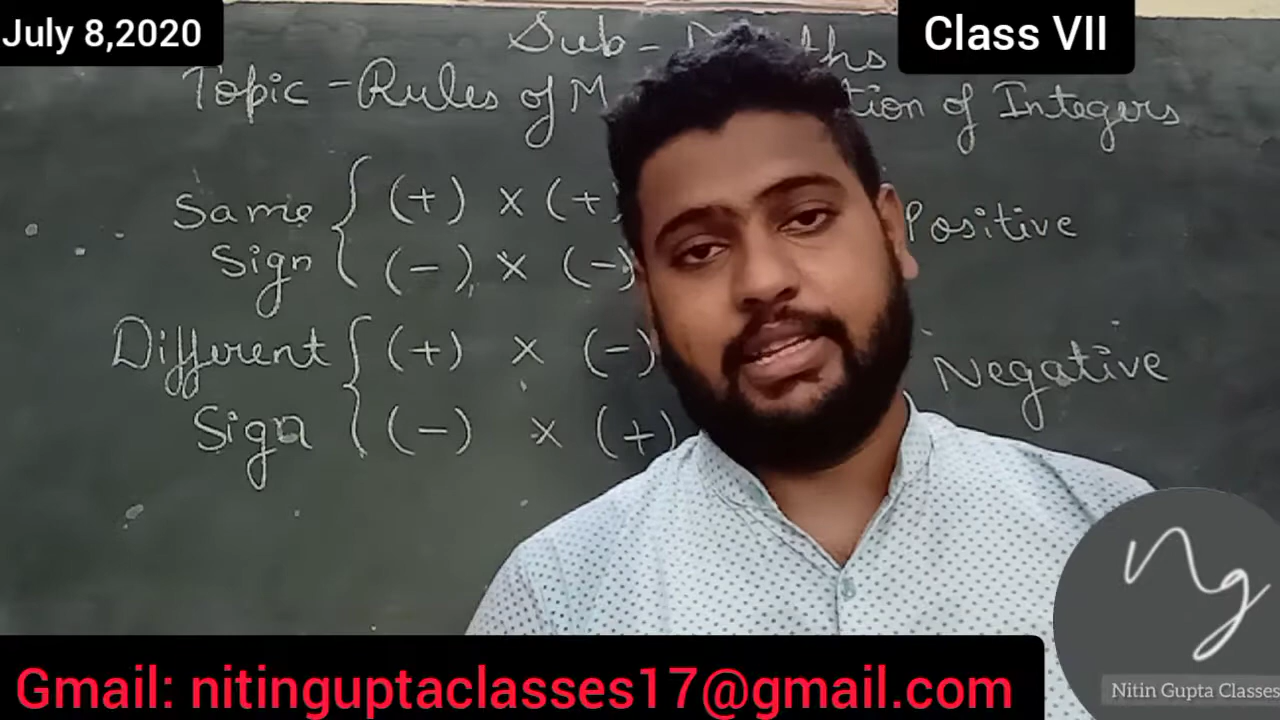 July 8,2020
Class VII
Sub-
Topic - Rules of M tion of Integers
Same
Sign
(+) × (+)
(-) × (-)
Positive
Different
Sign
(+) × (-)
(-) × (+)
Negative
ng
Nitin Gupta Classes
Gmail: nitinguptaclasses17@gmail.com